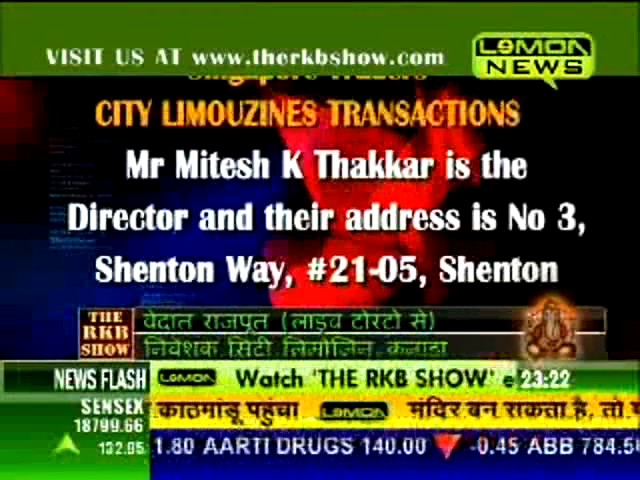 VISIT US AT www.therkbshow.com
LEMON
NEWS
Singapore Traders
CITY LIMOUZINES TRANSACTIONS
Mr Mitesh K Thakkar is the
Director and their address is No 3,
Shenton Way, #21-05, Shenton
THE
RKB
SHOW
वेदांत राजपूत (लाइव टोरंटो से)
निवेशक सिटी लिमोजिन कनाडा
NEWS FLASH
LEMON Watch 'THE RKB SHOW' e
23:22
SENSEX
18799.66
132.95
काठमांडू पहुंचा LEMON मंदिर बन सकता है, तो
1.80 AARTI DRUGS 140.00 -0.45 ABB 784.50